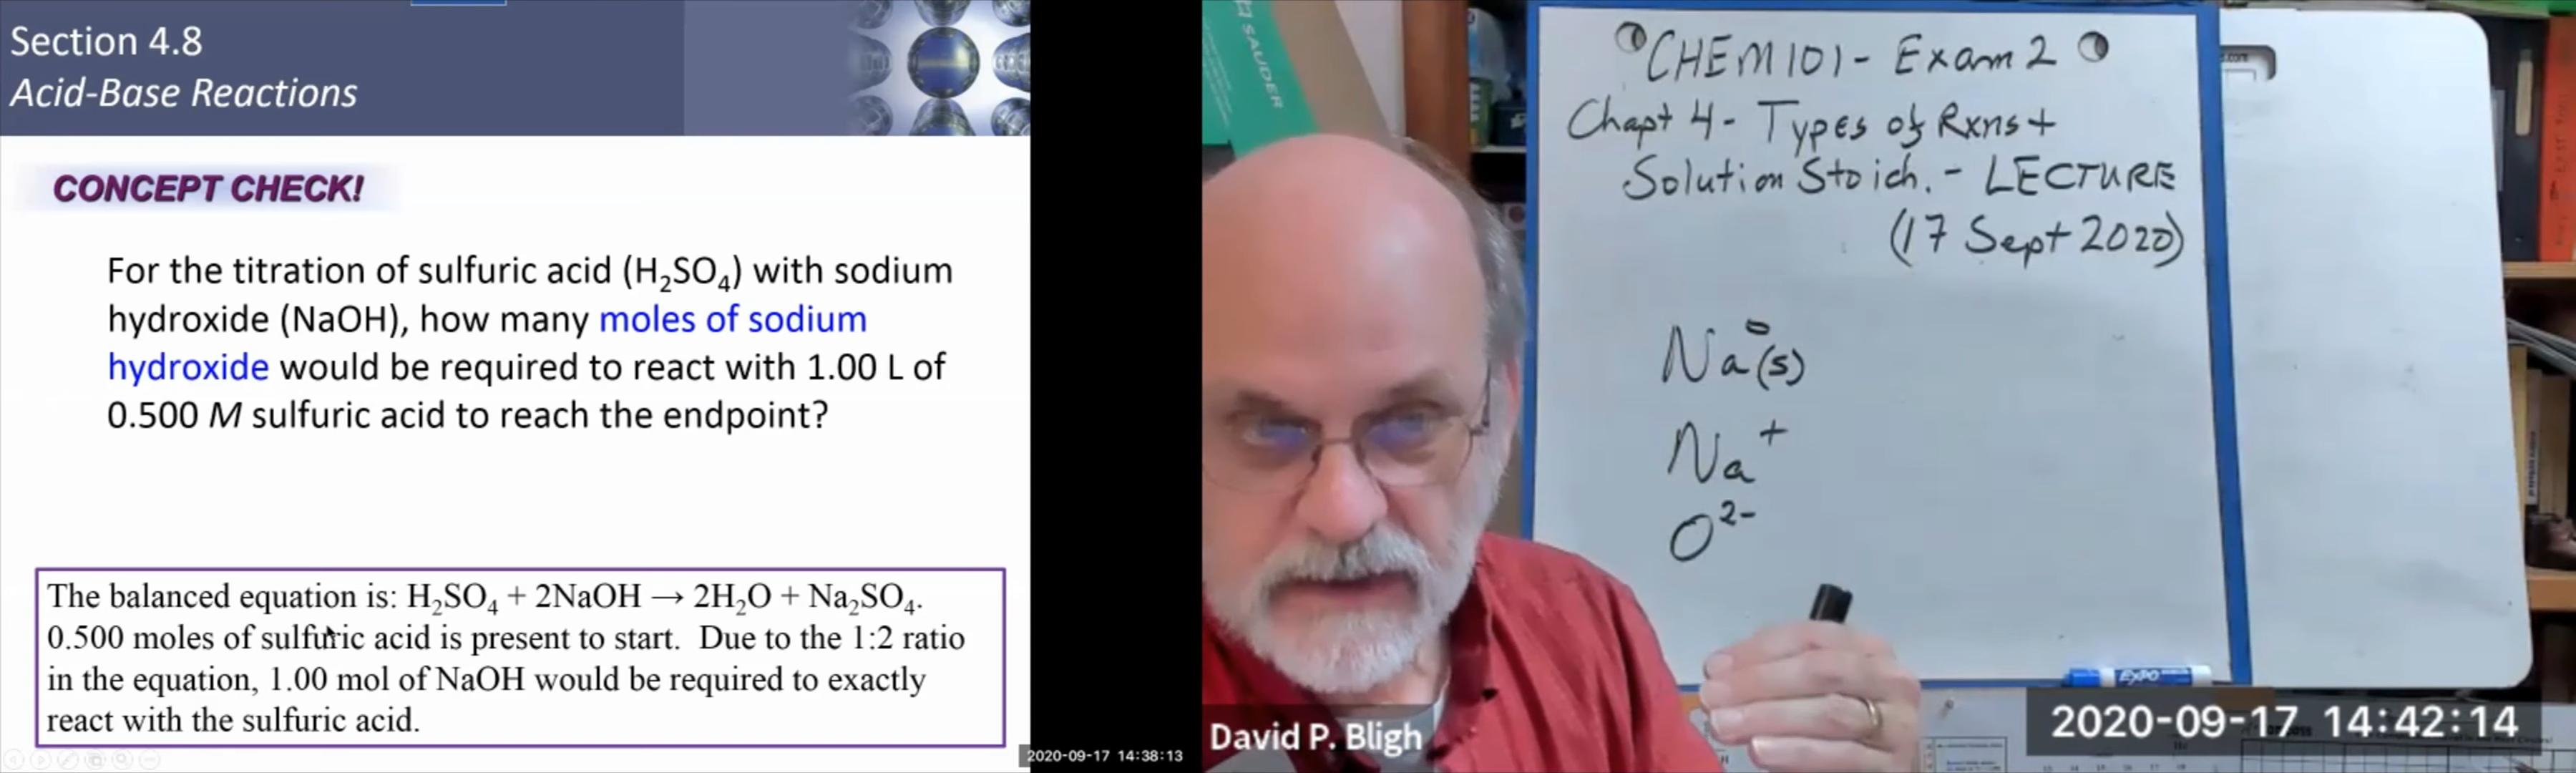 Section 4.8
Acid-Base Reactions
CONCEPT CHECK!
For the titration of sulfuric acid (H₂SO₄) with sodium
hydroxide (NaOH), how many moles of sodium
hydroxide would be required to react with 1.00 L of
0.500 M sulfuric acid to reach the endpoint?
The balanced equation is: H₂SO₄ + 2NaOH → 2H₂O + Na₂SO₄.
0.500 moles of sulfuric acid is present to start. Due to the 1:2 ratio
in the equation, 1.00 mol of NaOH would be required to exactly
react with the sulfuric acid.
2020-09-17 14:38:13
SAUDER
CHEM 101 - Exam 2
Chapt 4 - Types of Rxns +
Solution Stoich. - LECTURE
(17 Sept 2020)
Na⁰(s)
Na⁺
O²⁻
EXPO
David P. Bligh
2020-09-17 14:42:14